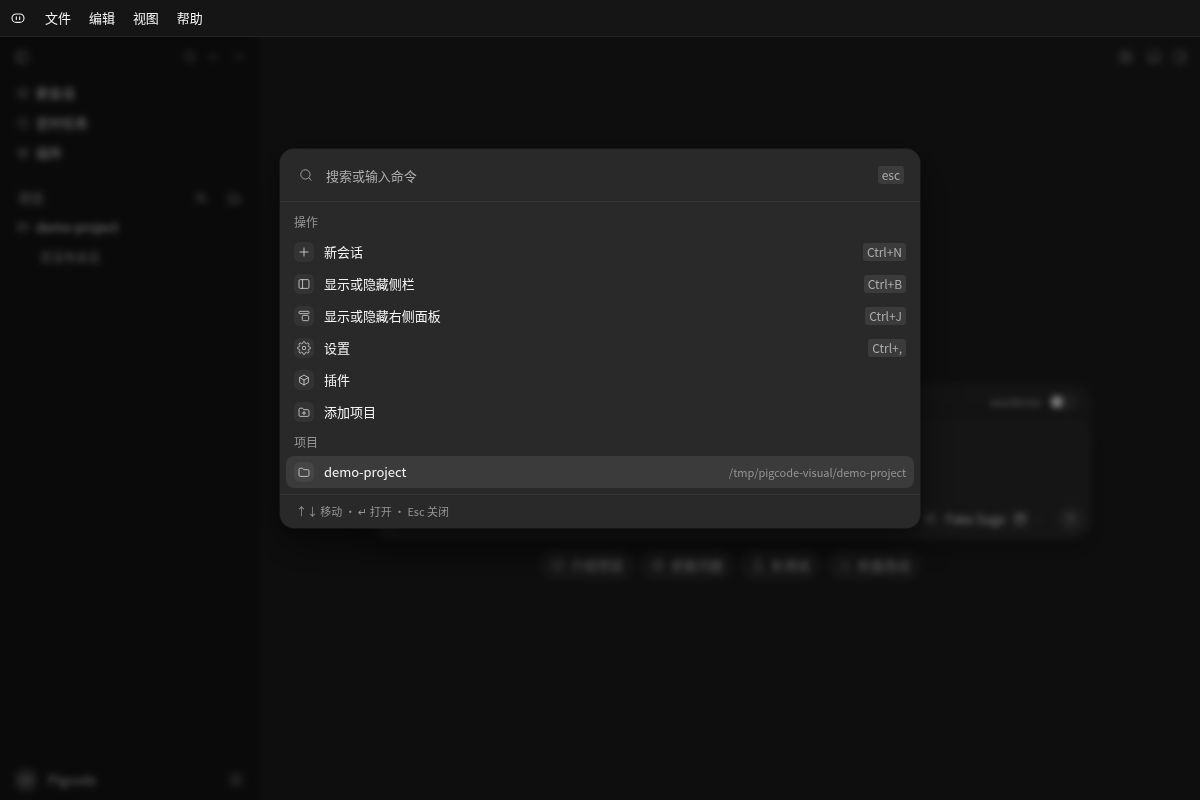 文件 编辑 视图 帮助
搜索或输入命令 esc
操作
新会话 Ctrl+N
显示或隐藏侧栏 Ctrl+B
显示或隐藏右侧面板 Ctrl+J
设置 Ctrl+,
插件
添加项目
项目
demo-project /tmp/pigcode-visual/demo-project
↑↓ 移动 · ↵ 打开 · Esc 关闭
demo-project
Pigcode